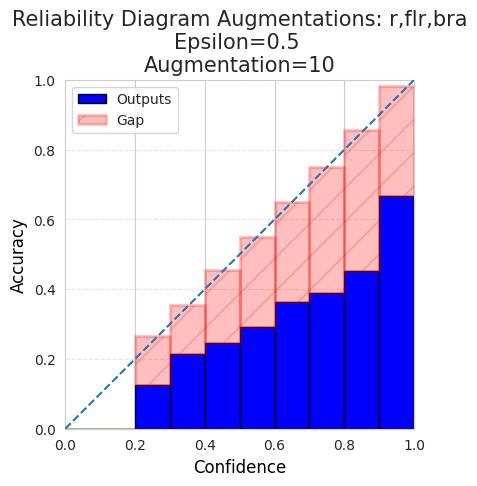 Reliability Diagram Augmentations: r,flr,bra
Epsilon=0.5
Augmentation=10
1.0
Outputs
Gap
0.8
0.6
0.4
0.2
0.0
Accuracy
0.0 0.2 0.4 0.6 0.8 1.0
Confidence